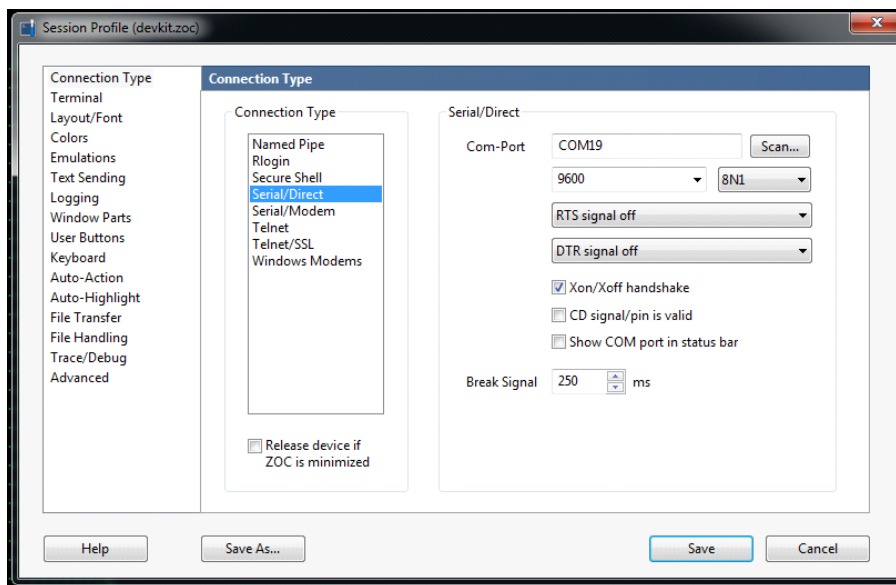 Session Profile (devkit.zoc)
Connection Type
Terminal
Layout/Font
Colors
Emulations
Text Sending
Logging
Window Parts
User Buttons
Keyboard
Auto-Action
Auto-Highlight
File Transfer
File Handling
Trace/Debug
Advanced
Connection Type
Connection Type
Named Pipe
Rlogin
Secure Shell
Serial/Direct
Serial/Modem
Telnet
Telnet/SSL
Windows Modems
Release device if
ZOC is minimized
Serial/Direct
Com-Port COM19 Scan...
9600 8N1
RTS signal off
DTR signal off
Xon/Xoff handshake
CD signal/pin is valid
Show COM port in status bar
Break Signal 250 ms
Help Save As... Save Cancel